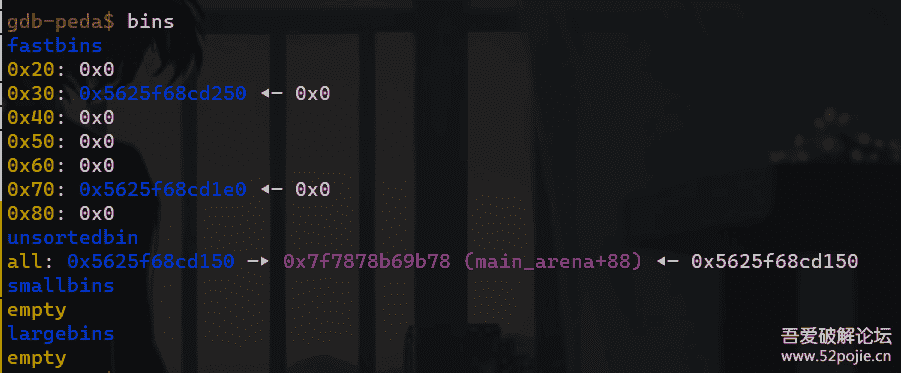 gdb-peda$ bins
fastbins
0x20: 0x0
0x30: 0x5625f68cd250 ◂— 0x0
0x40: 0x0
0x50: 0x0
0x60: 0x0
0x70: 0x5625f68cd1e0 ◂— 0x0
0x80: 0x0
unsortedbin
all: 0x5625f68cd150 —▸ 0x7f7878b69b78 (main_arena+88) ◂— 0x5625f68cd150
smallbins
empty
largebins
empty
吾爱破解论坛
www.52pojie.cn